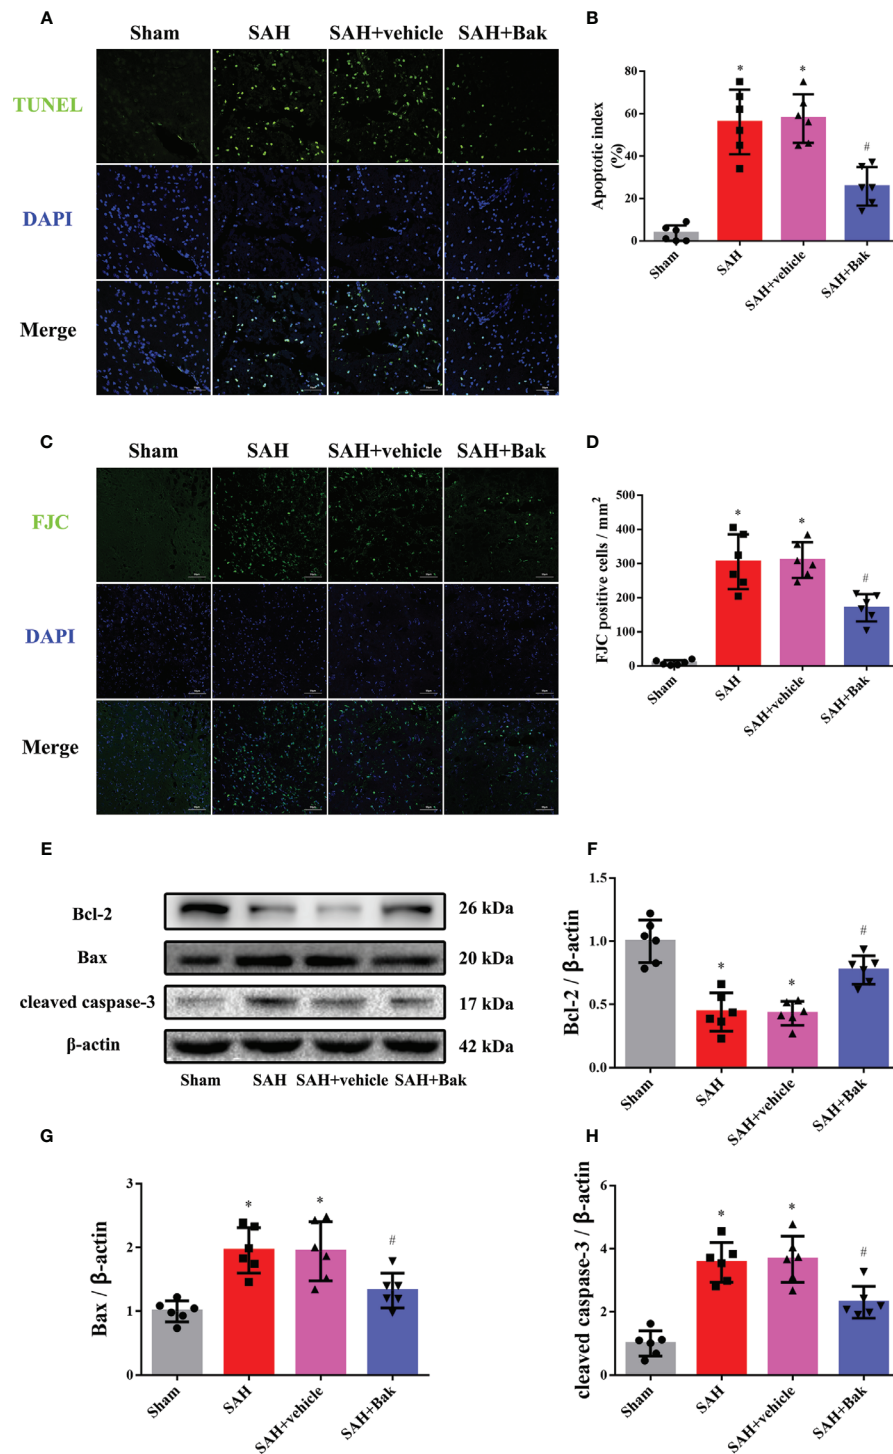 A
Sham SAH SAH+vehicle SAH+Bak
TUNEL
DAPI
Merge
B
Apoptotic index
(%)
80
60
40
20
0
* * #
Sham SAH SAH+vehicle SAH+Bak
C
Sham SAH SAH+vehicle SAH+Bak
FJC
DAPI
Merge
D
FJC positive cells / mm²
500
400
300
200
100
0
* * #
Sham SAH SAH+vehicle SAH+Bak
E
Bcl-2 26 kDa
Bax 20 kDa
cleaved caspase-3 17 kDa
β-actin 42 kDa
Sham SAH SAH+vehicle SAH+Bak
F
Bcl-2 / β-actin
1.5
1.0
0.5
0.0
* * #
Sham SAH SAH+vehicle SAH+Bak
G
Bax / β-actin
3
2
1
0
* * #
Sham SAH SAH+vehicle SAH+Bak
H
cleaved caspase-3 / β-actin
6
4
2
0
* * #
Sham SAH SAH+vehicle SAH+Bak